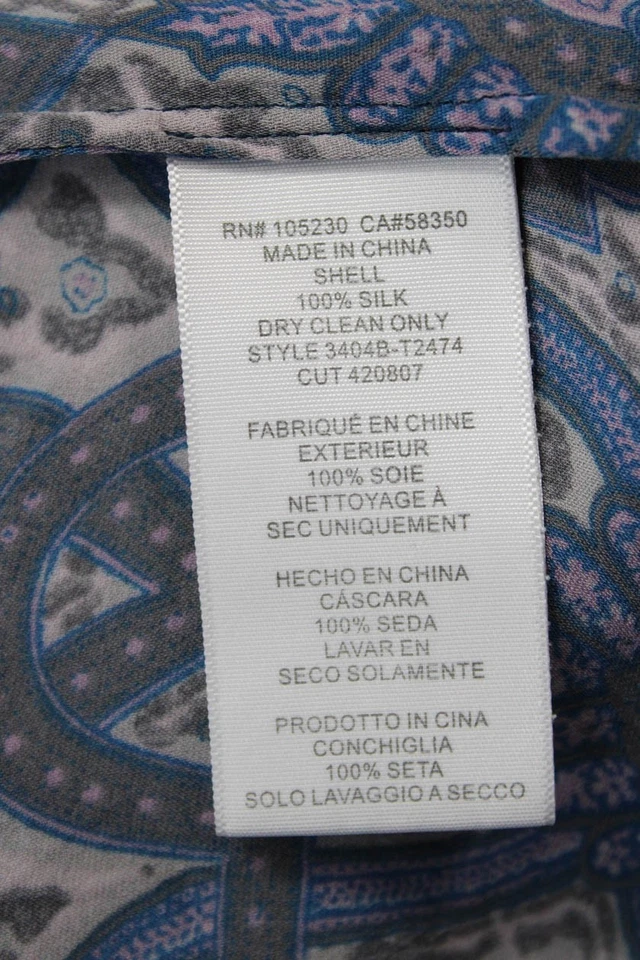 RN# 105230 CA#58350
MADE IN CHINA
SHELL
100% SILK
DRY CLEAN ONLY
STYLE 3404B-T2474
CUT 420807
FABRIQUÉ EN CHINE
EXTERIEUR
100% SOIE
NETTOYAGE À
SEC UNIQUEMENT
HECHO EN CHINA
CÁSCARA
100% SEDA
LAVAR EN
SECO SOLAMENTE
PRODOTTO IN CINA
CONCHIGLIA
100% SETA
SOLO LAVAGGIO A SECCO